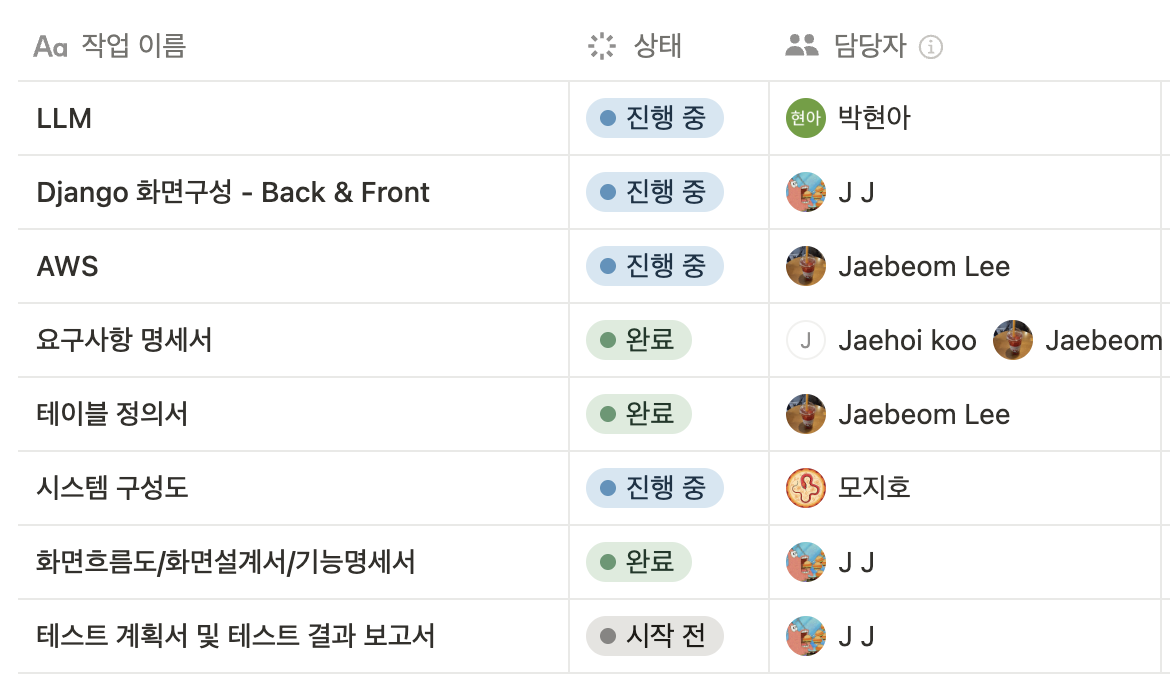 Aa 작업 이름 상태 담당자
LLM 진행 중 현아 박현아
Django 화면구성 - Back & Front 진행 중 J J
AWS 진행 중 Jaebeom Lee
요구사항 명세서 완료 J Jaehoi koo Jaebeom
테이블 정의서 완료 Jaebeom Lee
시스템 구성도 진행 중 모지호
화면흐름도/화면설계서/기능명세서 완료 J J
테스트 계획서 및 테스트 결과 보고서 시작 전 J J